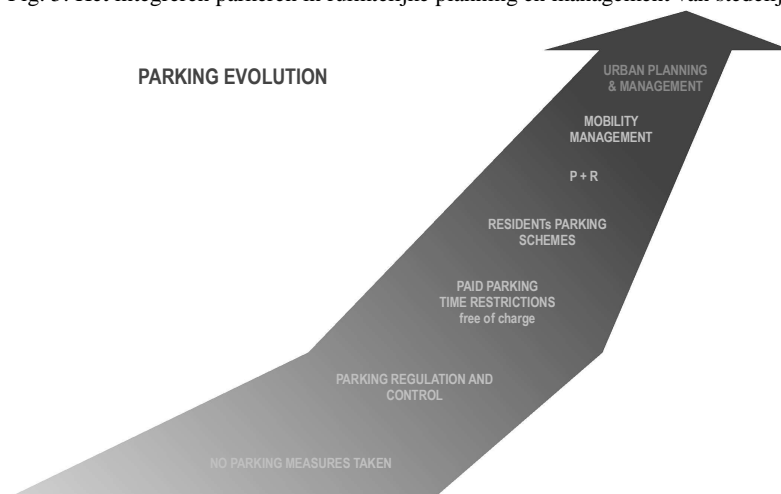 Fig. 3. Het integreren parkeren in ruimtelijke planning en management van stedelij
PARKING EVOLUTION
URBAN PLANNING
& MANAGEMENT
MOBILITY
MANAGEMENT
P + R
RESIDENTs PARKING
SCHEMES
PAID PARKING
TIME RESTRICTIONS
free of charge
PARKING REGULATION AND
CONTROL
NO PARKING MEASURES TAKEN